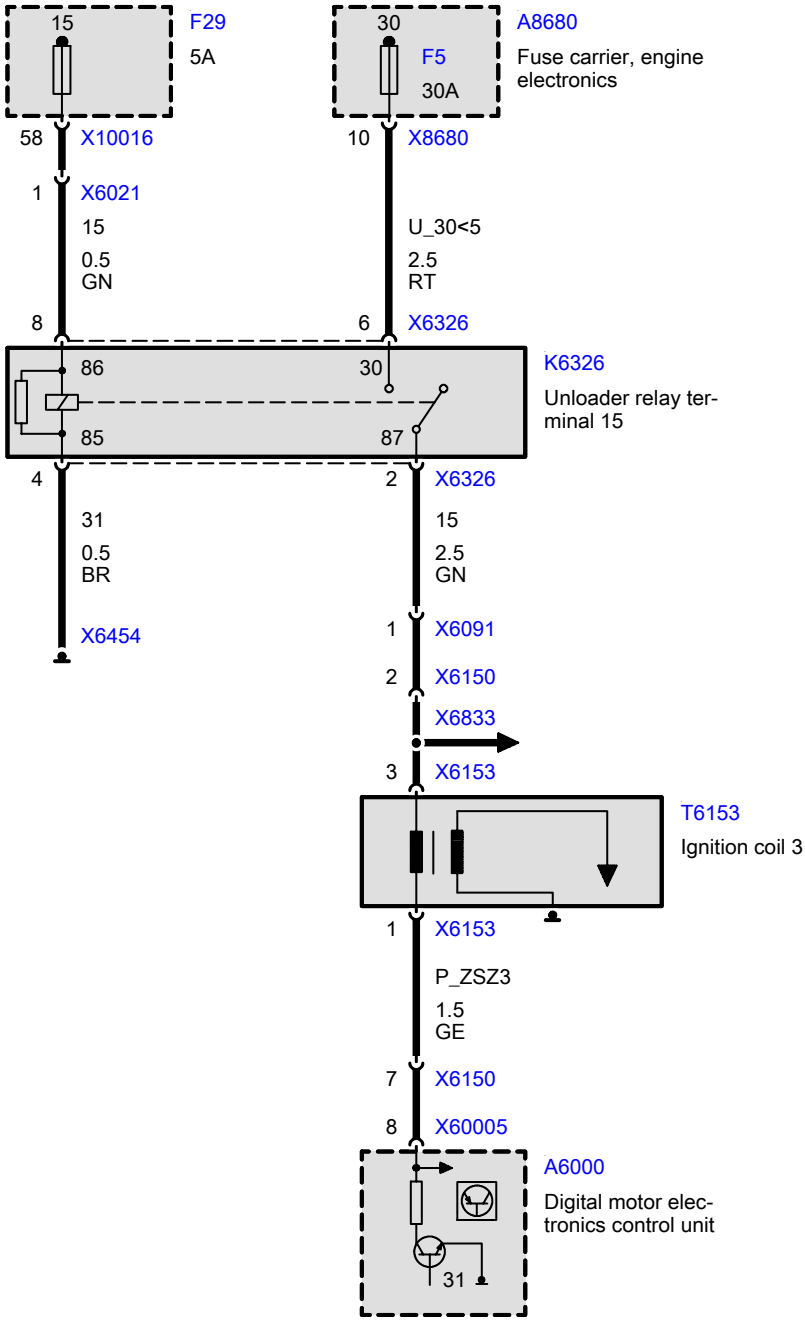 15
F29
5A
30
F5
30A
A8680
Fuse carrier, engine
electronics
58
X10016
10
X8680
1
X6021
15
0.5
GN
U_30<5
2.5
RT
8
6
X6326
86
30
85
87
K6326
Unloader relay ter-
minal 15
4
2
X6326
31
0.5
BR
15
2.5
GN
X6454
1
X6091
2
X6150
X6833
3
X6153
T6153
Ignition coil 3
1
X6153
P_ZSZ3
1.5
GE
7
X6150
8
X60005
A6000
Digital motor elec-
tronics control unit
31